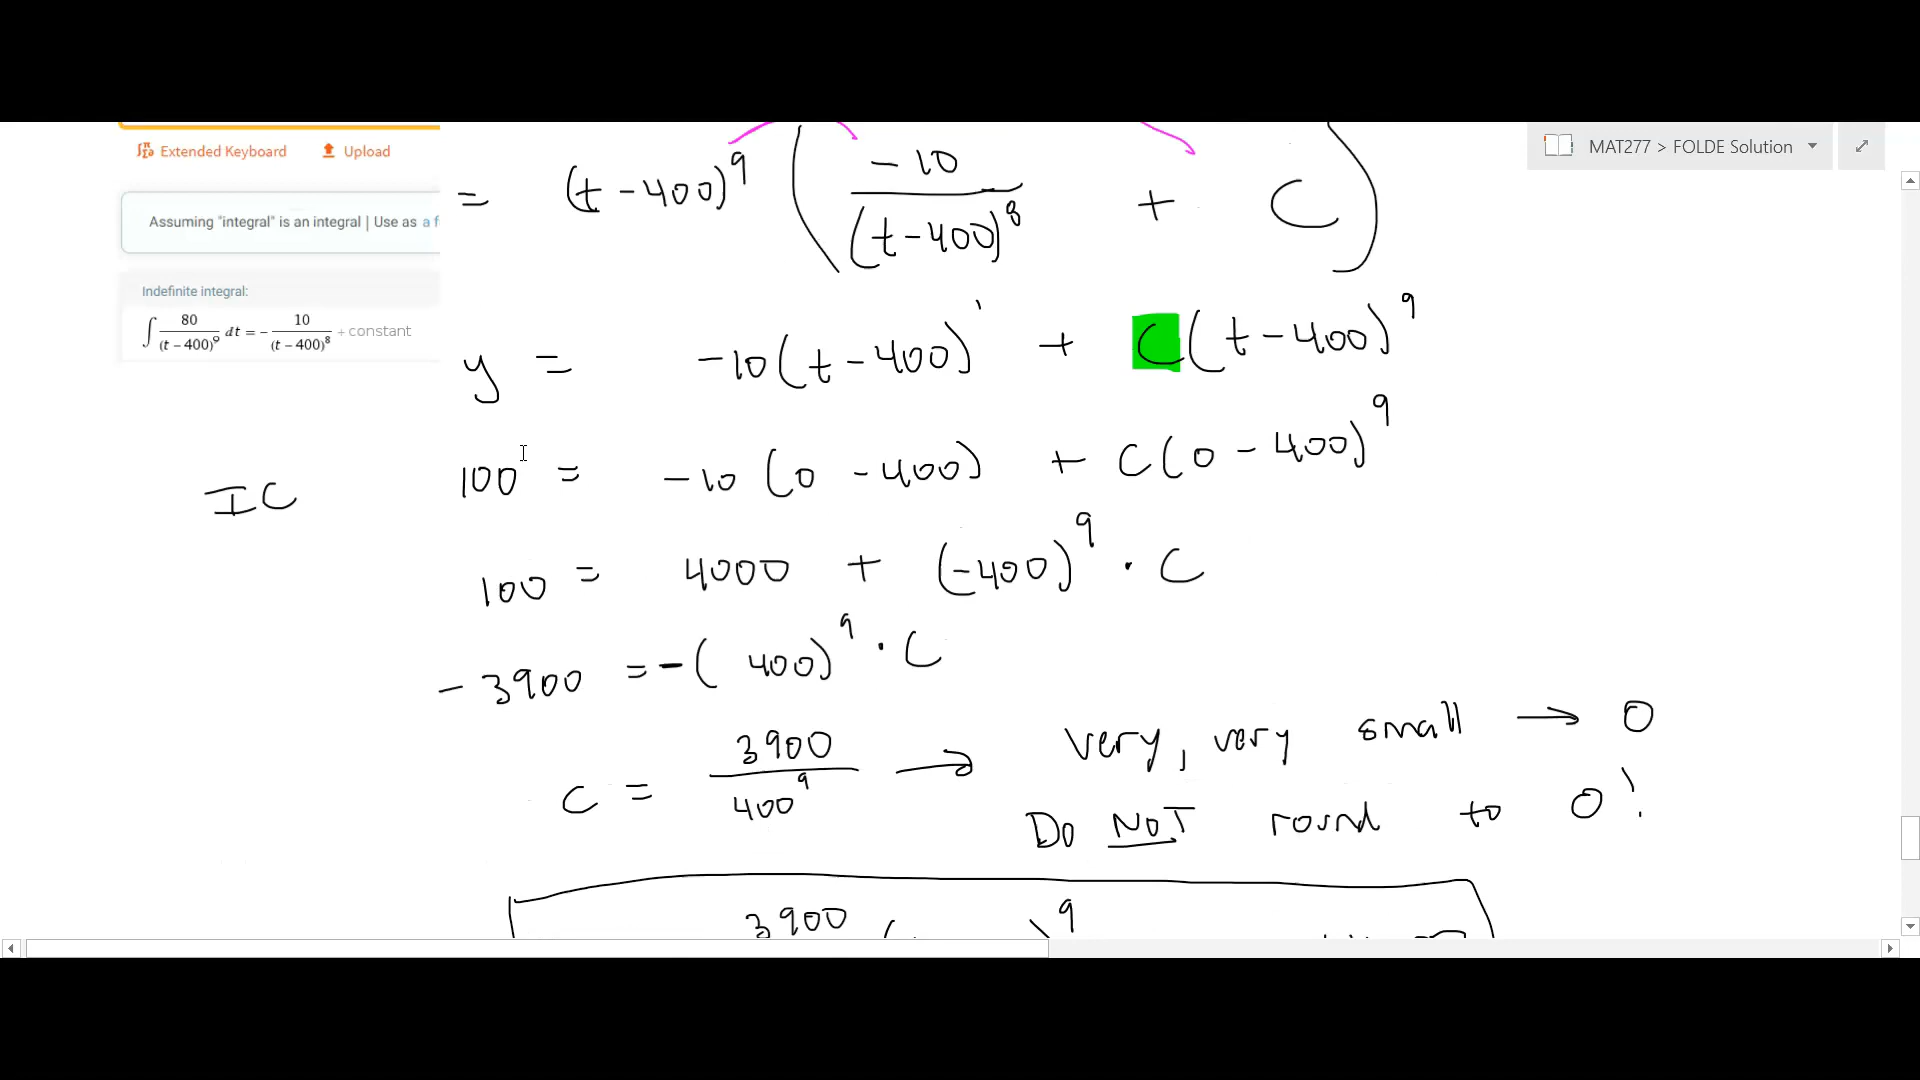 Extended Keyboard Upload
MAT277 > FOLDE Solution
Assuming "integral" is an integral | Use as a f
Indefinite integral:
∫ 80/(t − 400)⁹ dt = − 10/(t − 400)⁸ + constant
= (t − 400)⁹ ( −10/(t − 400)⁸ + C )
y = −10(t − 400)¹ + C(t − 400)⁹
IC 100 = −10(0 − 400) + C(0 − 400)⁹
100 = 4000 + (−400)⁹ · C
−3900 = −(400)⁹ · C
C = 3900/400⁹ → very, very small → 0
Do NOT round to 0!
3900 ( )⁹